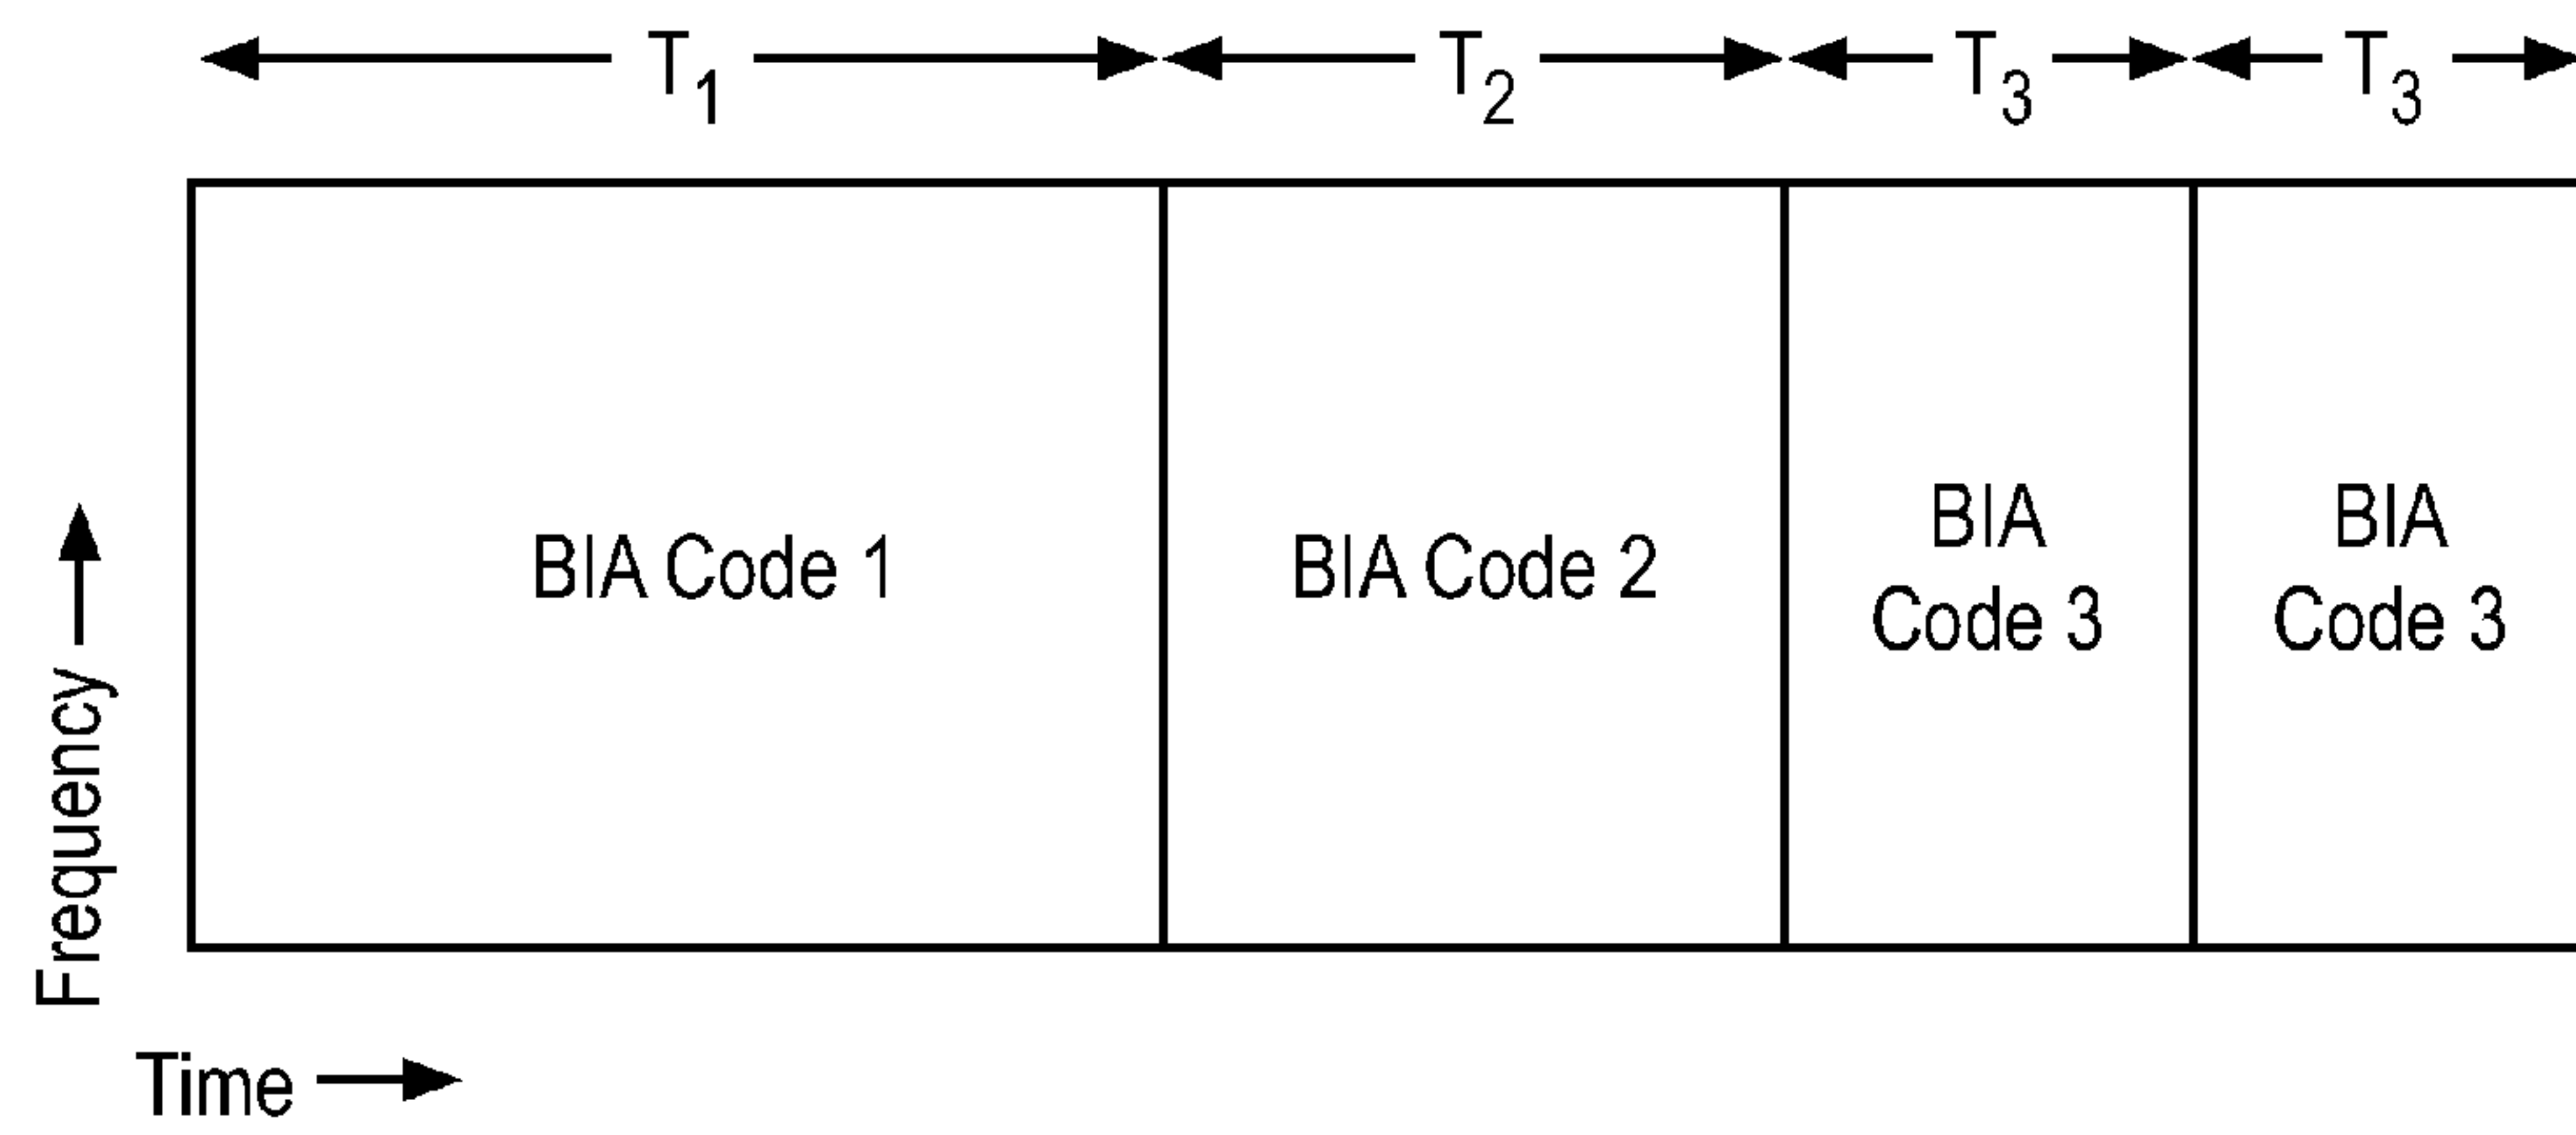 T1 T2 T3 T3
BIA Code 1
BIA Code 2
BIA
Code 3
BIA
Code 3
Frequency
Time